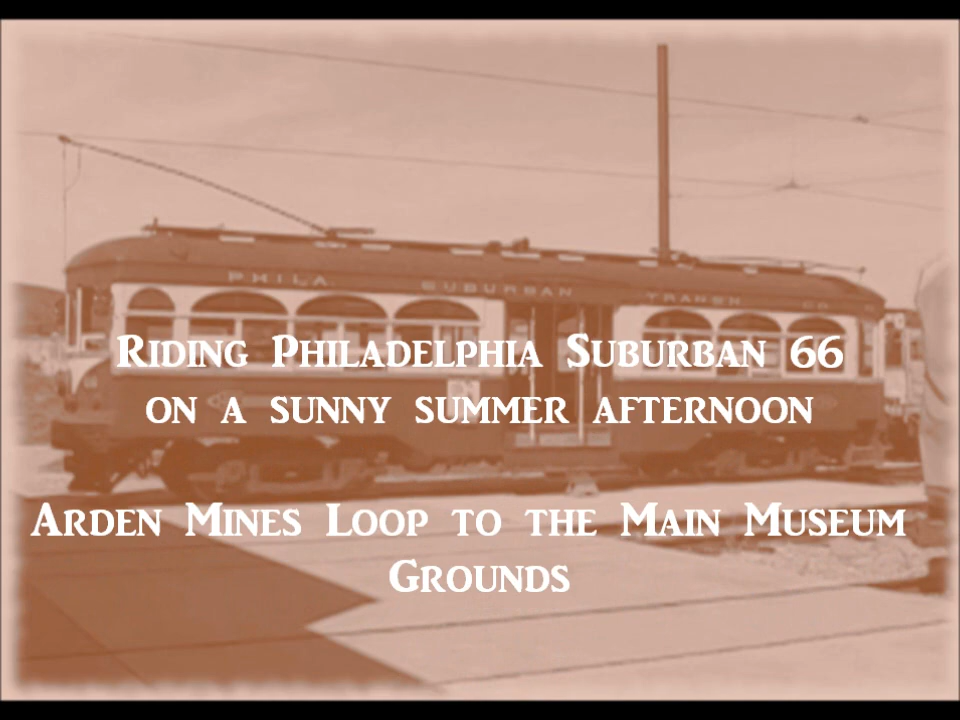 PHILA SUBURBAN TRANSN CO
Riding Philadelphia Suburban 66
on a sunny summer afternoon
Arden Mines Loop to the Main Museum
Grounds